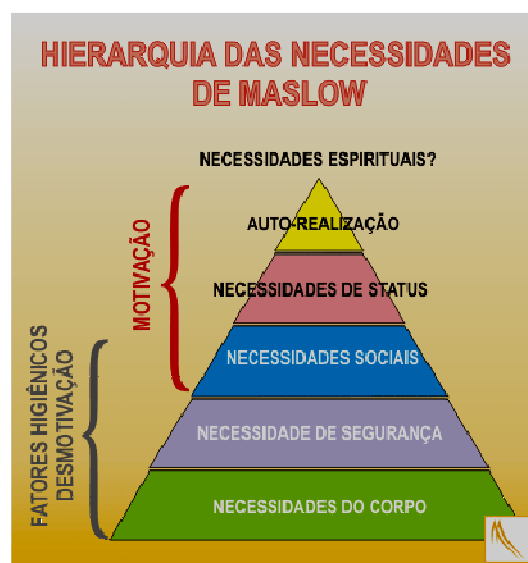 HIERARQUIA DAS NECESSIDADES
DE MASLOW
NECESSIDADES ESPIRITUAIS?
AUTO-REALIZAÇÃO
NECESSIDADES DE STATUS
NECESSIDADES SOCIAIS
NECESSIDADE DE SEGURANÇA
NECESSIDADES DO CORPO
MOTIVAÇÃO
FATORES HIGIÊNICOS
DESMOTIVAÇÃO